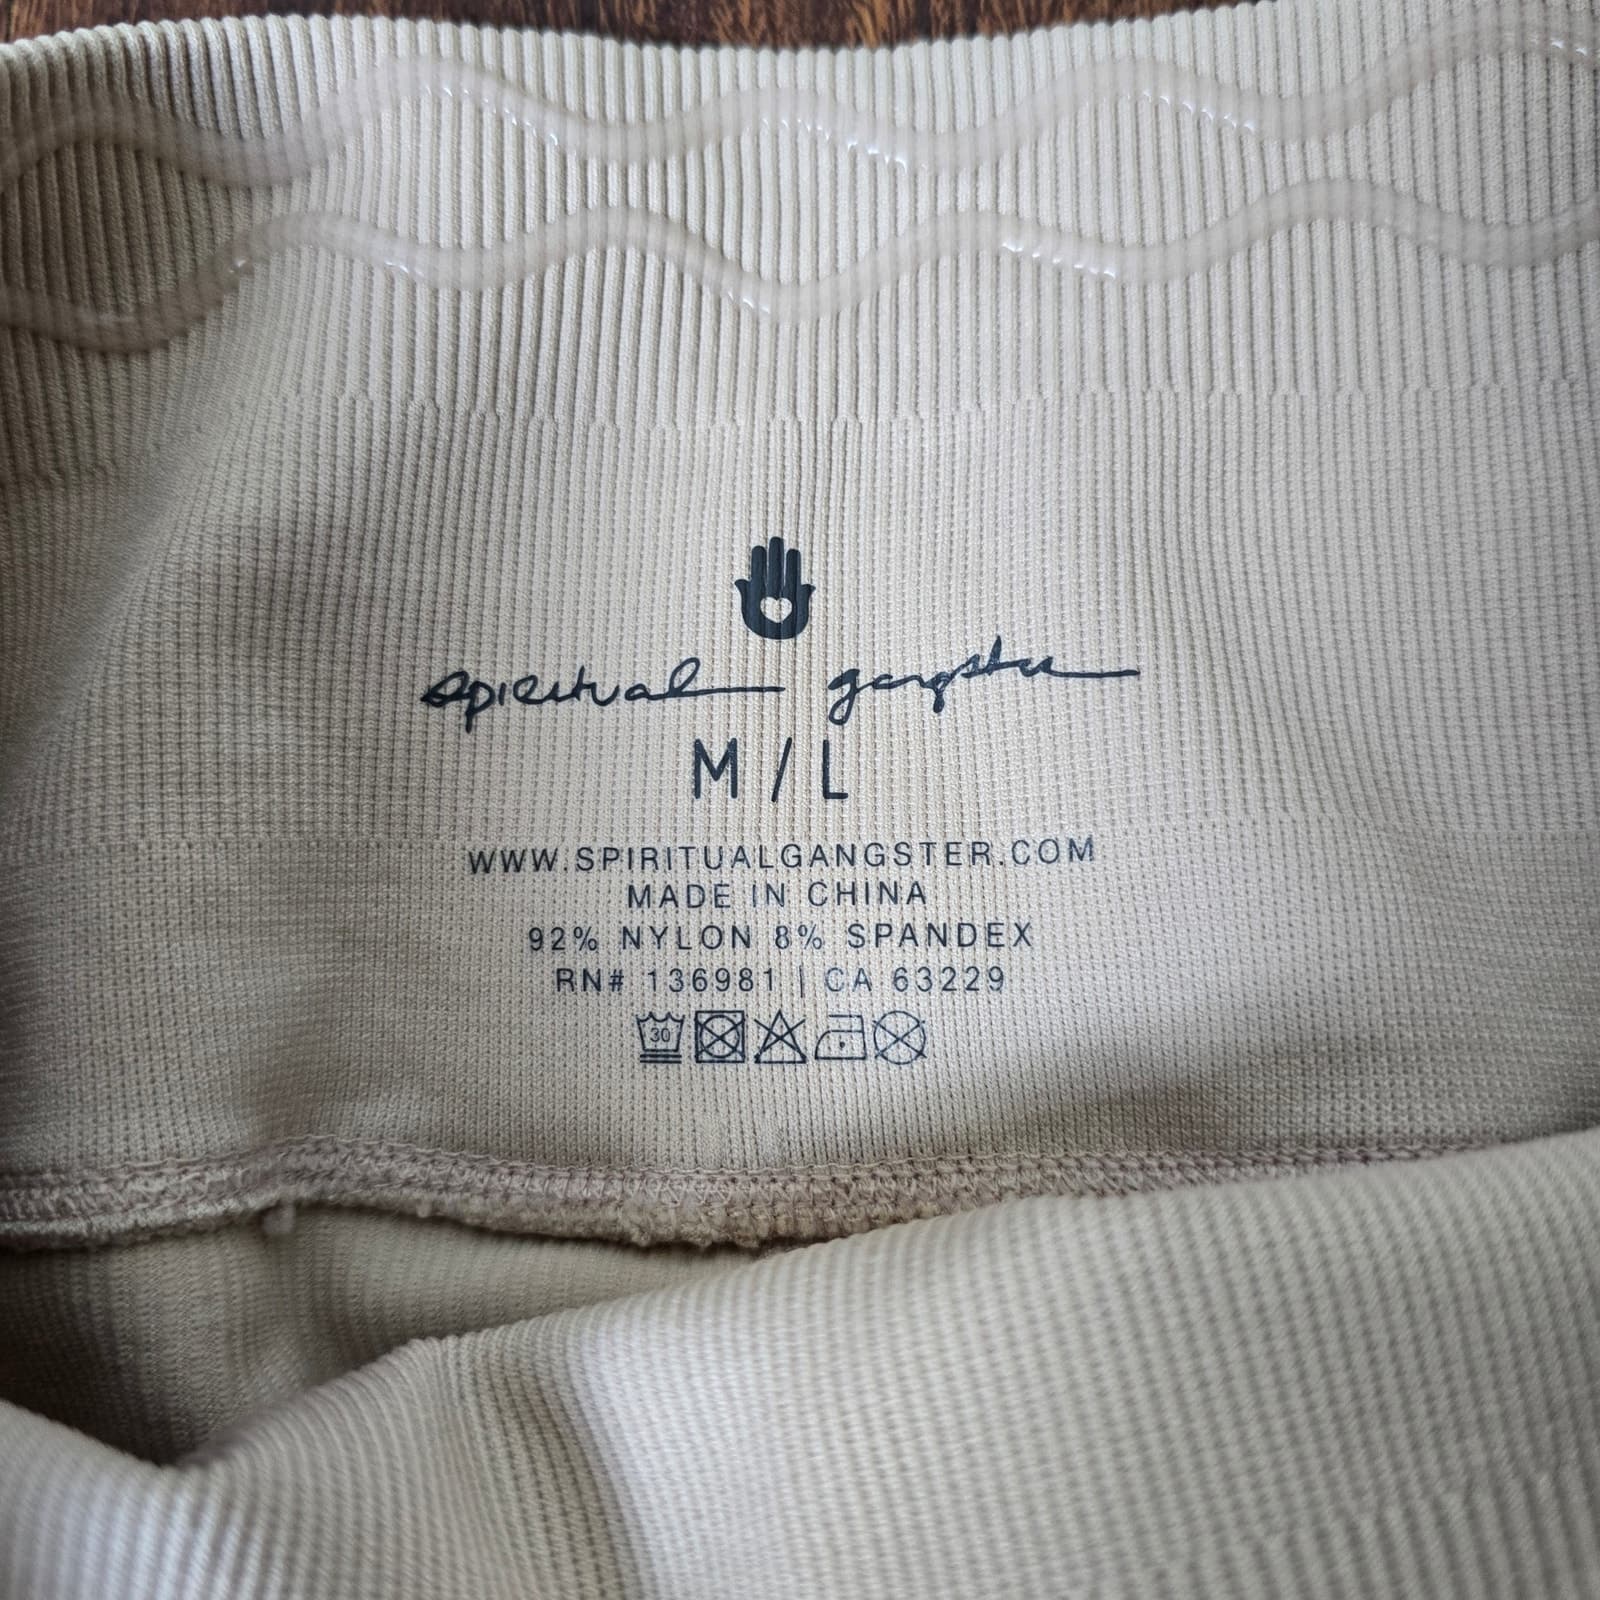 spiritual gangster
M / L
WWW.SPIRITUALGANGSTER.COM
MADE IN CHINA
92% NYLON 8% SPANDEX
RN# 136981 | CA 63229
30